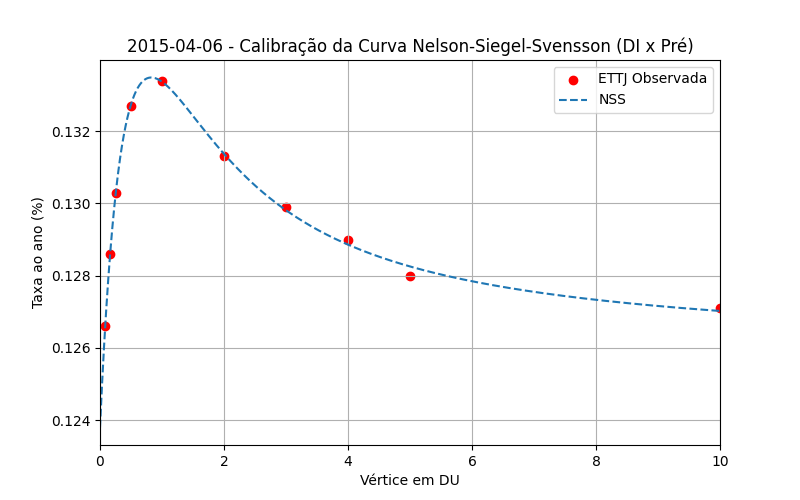 2015-04-06 - Calibração da Curva Nelson-Siegel-Svensson (DI x Pré)
ETTJ Observada
NSS
Taxa ao ano (%)
0.132
0.130
0.128
0.126
0.124
0 2 4 6 8 10
Vértice em DU